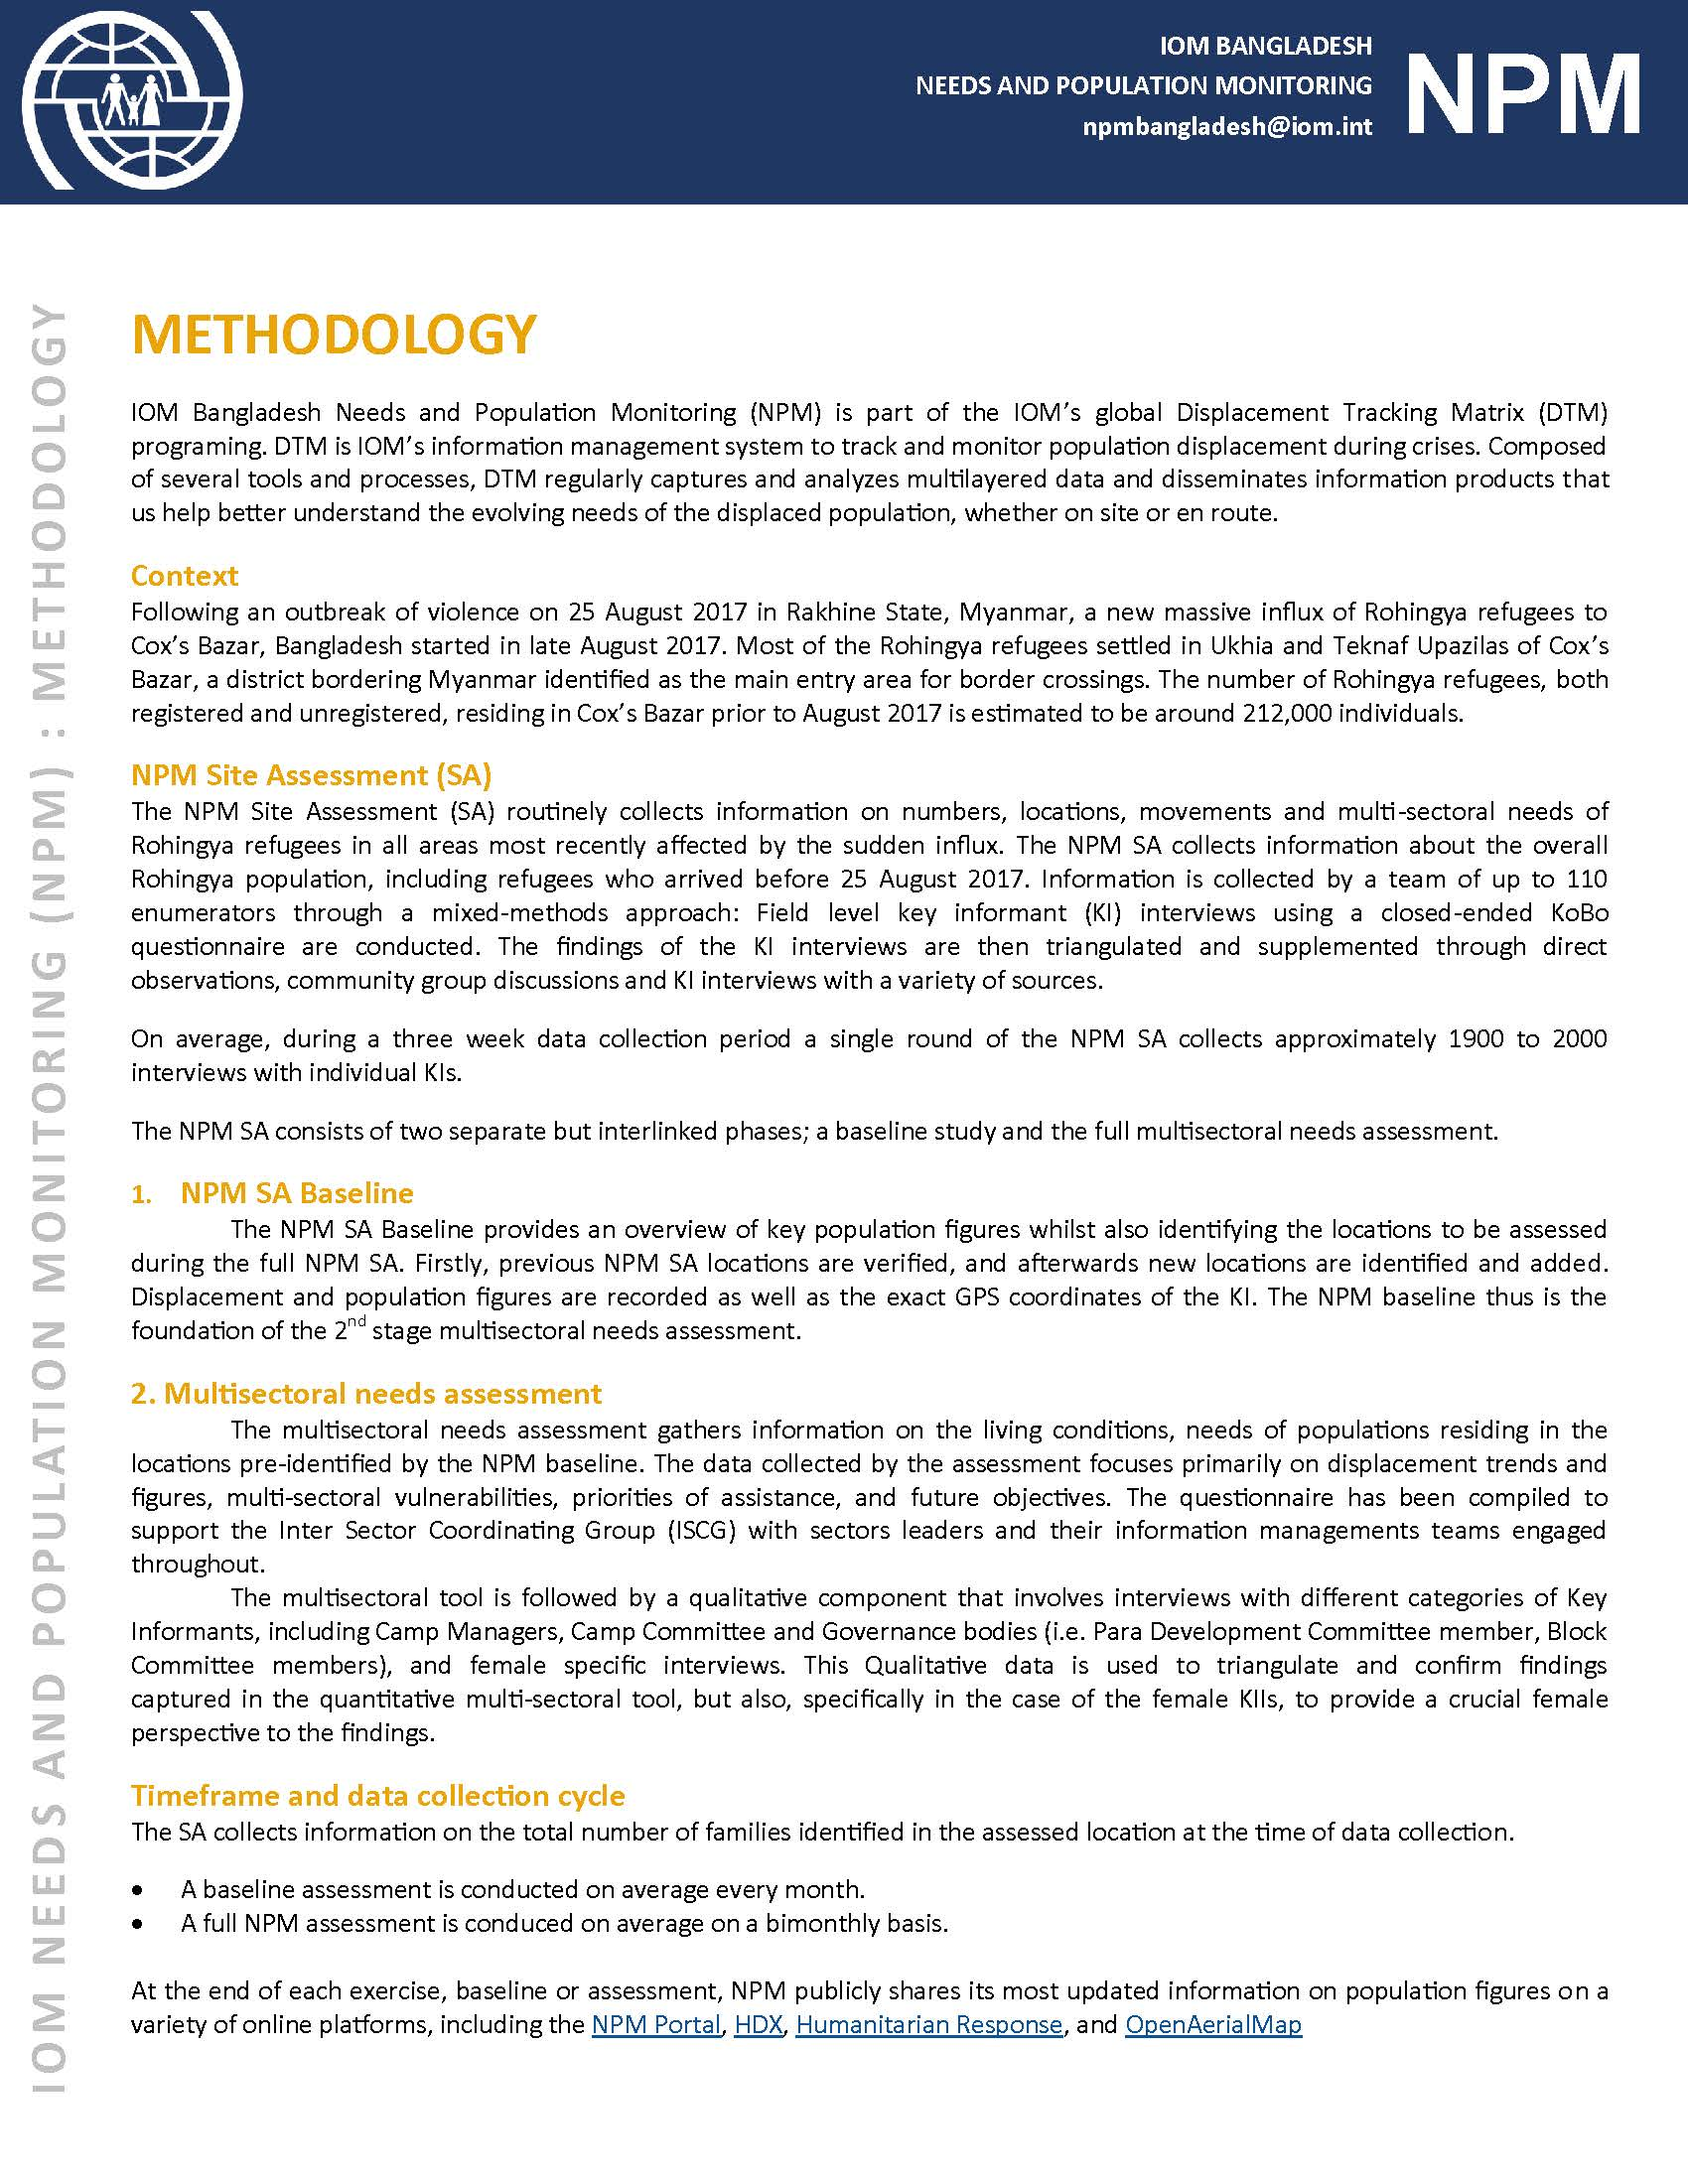 IOM BANGLADESH
NEEDS AND POPULATION MONITORING
npmbangladesh@iom.int
NPM
IOM NEEDS AND POPULATION MONITORING (NPM) : METHODOLOGY
METHODOLOGY
IOM Bangladesh Needs and Population Monitoring (NPM) is part of the IOM's global Displacement Tracking Matrix (DTM)
programing. DTM is IOM's information management system to track and monitor population displacement during crises. Composed
of several tools and processes, DTM regularly captures and analyzes multilayered data and disseminates information products that
us help better understand the evolving needs of the displaced population, whether on site or en route.
Context
Following an outbreak of violence on 25 August 2017 in Rakhine State, Myanmar, a new massive influx of Rohingya refugees to
Cox's Bazar, Bangladesh started in late August 2017. Most of the Rohingya refugees settled in Ukhia and Teknaf Upazilas of Cox's
Bazar, a district bordering Myanmar identified as the main entry area for border crossings. The number of Rohingya refugees, both
registered and unregistered, residing in Cox's Bazar prior to August 2017 is estimated to be around 212,000 individuals.
NPM Site Assessment (SA)
The NPM Site Assessment (SA) routinely collects information on numbers, locations, movements and multi-sectoral needs of
Rohingya refugees in all areas most recently affected by the sudden influx. The NPM SA collects information about the overall
Rohingya population, including refugees who arrived before 25 August 2017. Information is collected by a team of up to 110
enumerators through a mixed-methods approach: Field level key informant (KI) interviews using a closed-ended KoBo
questionnaire are conducted. The findings of the KI interviews are then triangulated and supplemented through direct
observations, community group discussions and KI interviews with a variety of sources.
On average, during a three week data collection period a single round of the NPM SA collects approximately 1900 to 2000
interviews with individual KIs.
The NPM SA consists of two separate but interlinked phases; a baseline study and the full multisectoral needs assessment.
1. NPM SA Baseline
The NPM SA Baseline provides an overview of key population figures whilst also identifying the locations to be assessed
during the full NPM SA. Firstly, previous NPM SA locations are verified, and afterwards new locations are identified and added.
Displacement and population figures are recorded as well as the exact GPS coordinates of the KI. The NPM baseline thus is the
foundation of the 2nd stage multisectoral needs assessment.
2. Multisectoral needs assessment
The multisectoral needs assessment gathers information on the living conditions, needs of populations residing in the
locations pre-identified by the NPM baseline. The data collected by the assessment focuses primarily on displacement trends and
figures, multi-sectoral vulnerabilities, priorities of assistance, and future objectives. The questionnaire has been compiled to
support the Inter Sector Coordinating Group (ISCG) with sectors leaders and their information managements teams engaged
throughout.
The multisectoral tool is followed by a qualitative component that involves interviews with different categories of Key
Informants, including Camp Managers, Camp Committee and Governance bodies (i.e. Para Development Committee member, Block
Committee members), and female specific interviews. This Qualitative data is used to triangulate and confirm findings
captured in the quantitative multi-sectoral tool, but also, specifically in the case of the female KIIs, to provide a crucial female
perspective to the findings.
Timeframe and data collection cycle
The SA collects information on the total number of families identified in the assessed location at the time of data collection.
• A baseline assessment is conducted on average every month.
• A full NPM assessment is conduced on average on a bimonthly basis.
At the end of each exercise, baseline or assessment, NPM publicly shares its most updated information on population figures on a
variety of online platforms, including the NPM Portal, HDX, Humanitarian Response, and OpenAerialMap